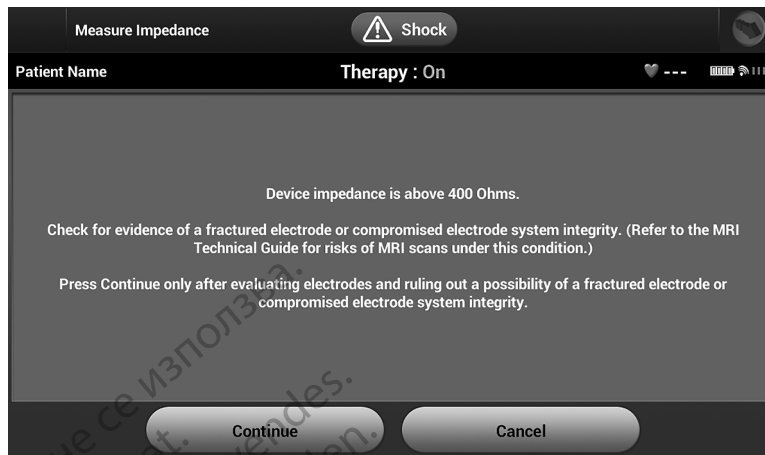 Measure Impedance
Shock
Patient Name
Therapy : On
---
Device impedance is above 400 Ohms.
Check for evidence of a fractured electrode or compromised electrode system integrity. (Refer to the MRI
Technical Guide for risks of MRI scans under this condition.)
Press Continue only after evaluating electrodes and ruling out a possibility of a fractured electrode or
compromised electrode system integrity.
Continue
Cancel
не се използва.